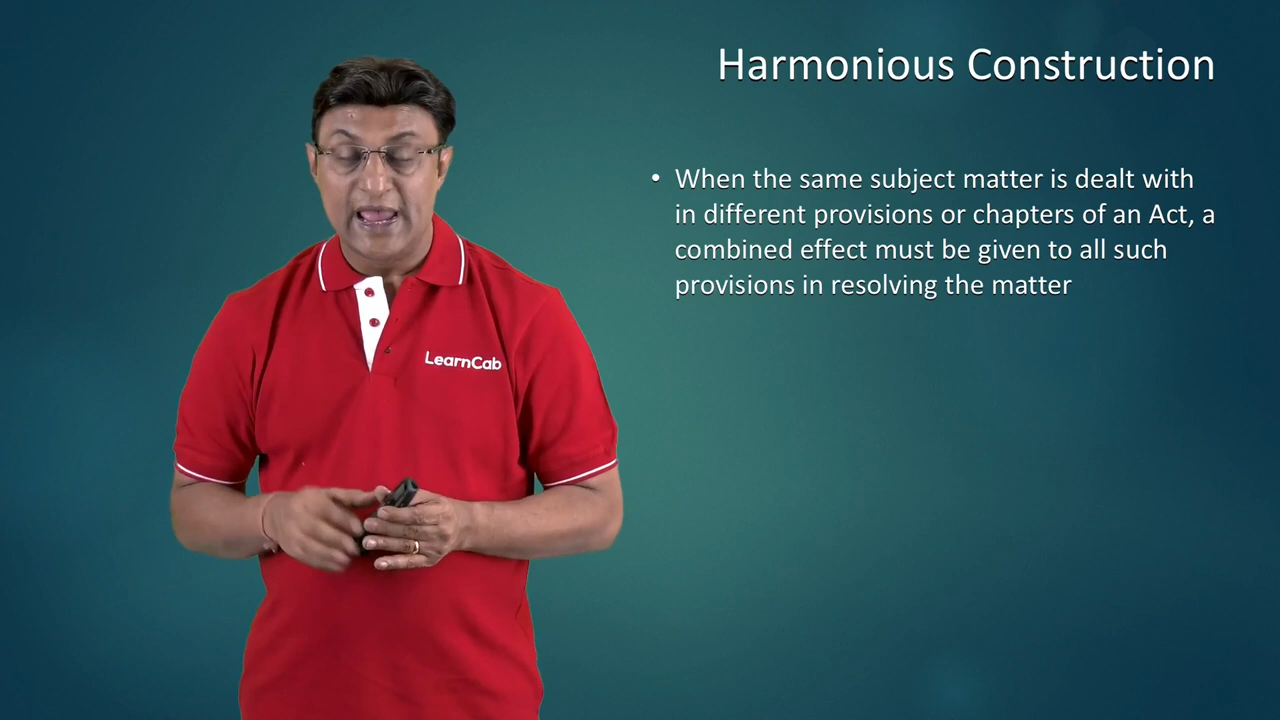 Harmonious Construction
• When the same subject matter is dealt with
in different provisions or chapters of an Act, a
combined effect must be given to all such
provisions in resolving the matter
LearnCab